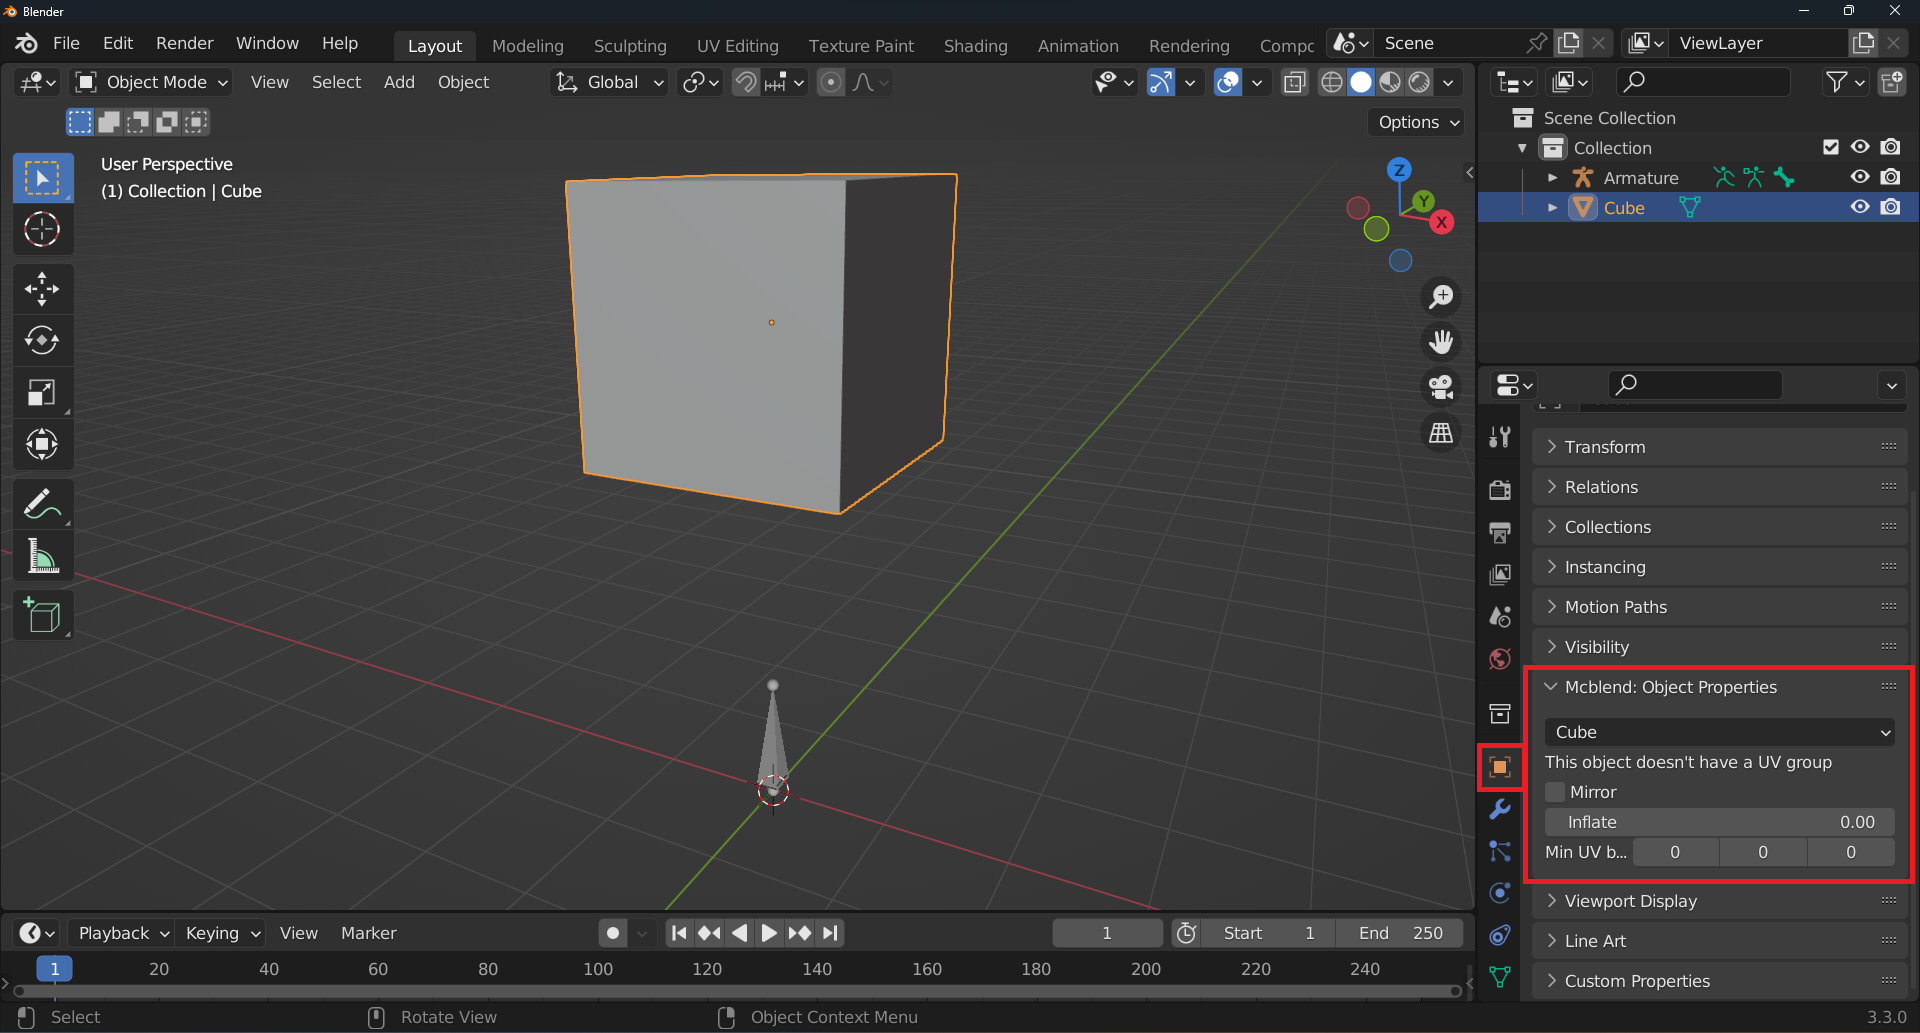 Blender
File Edit Render Window Help Layout Modeling Sculpting UV Editing Texture Paint Shading Animation Rendering Compc Scene ViewLayer
Object Mode View Select Add Object Global
Options
User Perspective
(1) Collection | Cube
Z
Y
X
Scene Collection
Collection
Armature
Cube
Transform
Relations
Collections
Instancing
Motion Paths
Visibility
Mcblend: Object Properties
Cube
This object doesn't have a UV group
Mirror
Inflate 0.00
Min UV b... 0 0 0
Viewport Display
Line Art
Custom Properties
Playback Keying View Marker 1 Start 1 End 250
1 20 40 60 80 100 120 140 160 180 200 220 240
Select Rotate View Object Context Menu 3.3.0